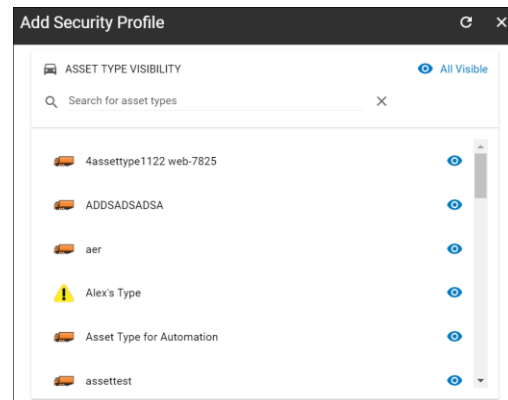 Add Security Profile
ASSET TYPE VISIBILITY All Visible
Search for asset types
4assettype1122 web-7825
ADDSADSADSA
aer
Alex's Type
Asset Type for Automation
assettest